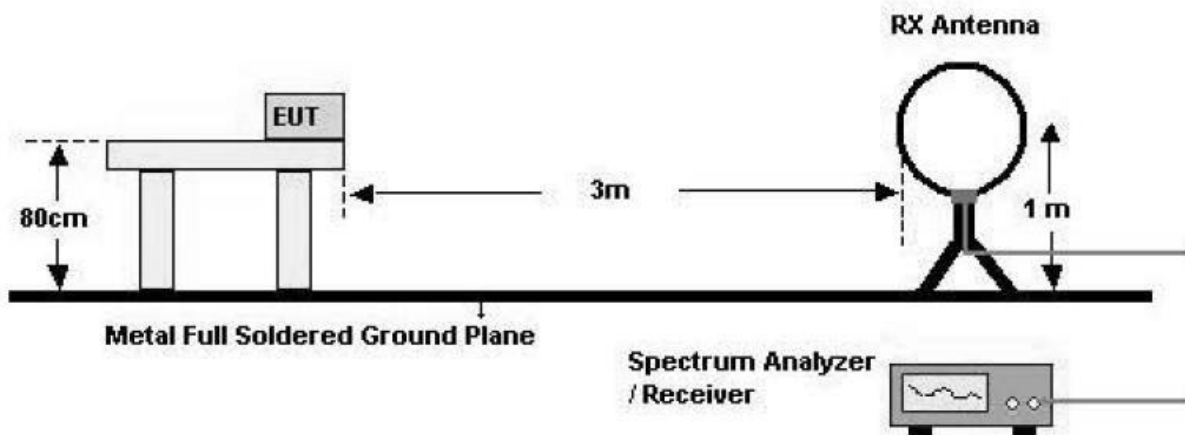 RX Antenna
EUT
3m
80cm
1 m
Metal Full Soldered Ground Plane
Spectrum Analyzer
/ Receiver